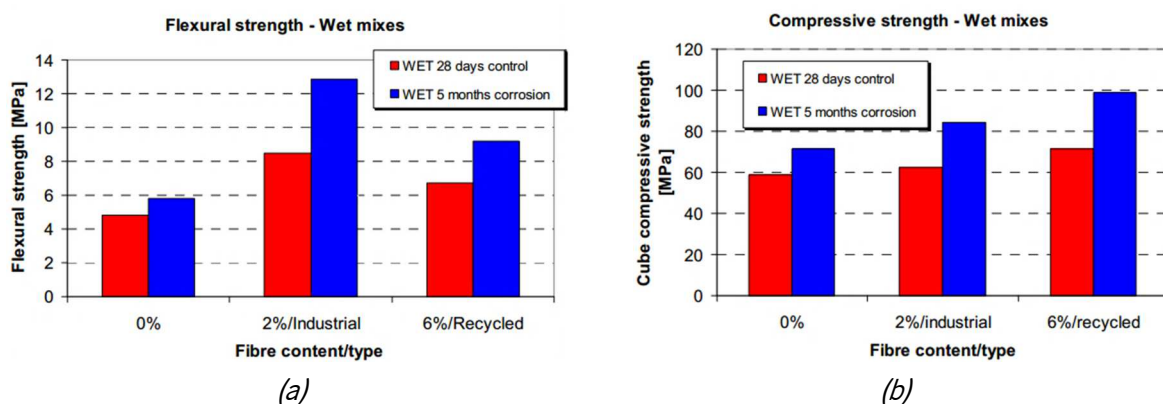 Flexural strength - Wet mixes
Flexural strength [MPa]
14
12
10
8
6
4
2
0
WET 28 days control
WET 5 months corrosion
0%
2%/Industrial
6%/Recycled
Fibre content/type
(a)
Compressive strength - Wet mixes
Cube compressive strength
[MPa]
120
100
80
60
40
20
0
WET 28 days control
WET 5 months corrosion
0%
2%/industrial
6%/recycled
Fibre content/type
(b)